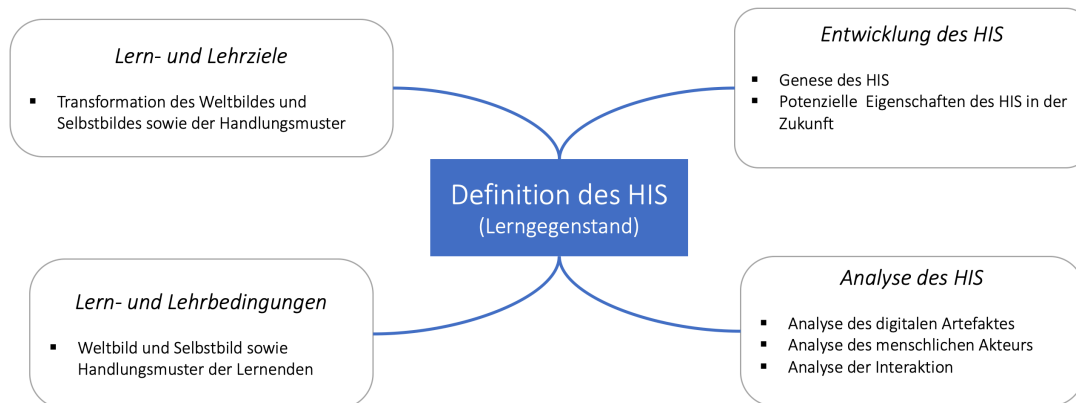 Lern- und Lehrziele
▪ Transformation des Weltbildes und
Selbstbildes sowie der Handlungsmuster
Entwicklung des HIS
▪ Genese des HIS
▪ Potenzielle Eigenschaften des HIS in der
Zukunft
Definition des HIS
(Lerngegenstand)
Lern- und Lehrbedingungen
▪ Weltbild und Selbstbild sowie
Handlungsmuster der Lernenden
Analyse des HIS
▪ Analyse des digitalen Artefaktes
▪ Analyse des menschlichen Akteurs
▪ Analyse der Interaktion